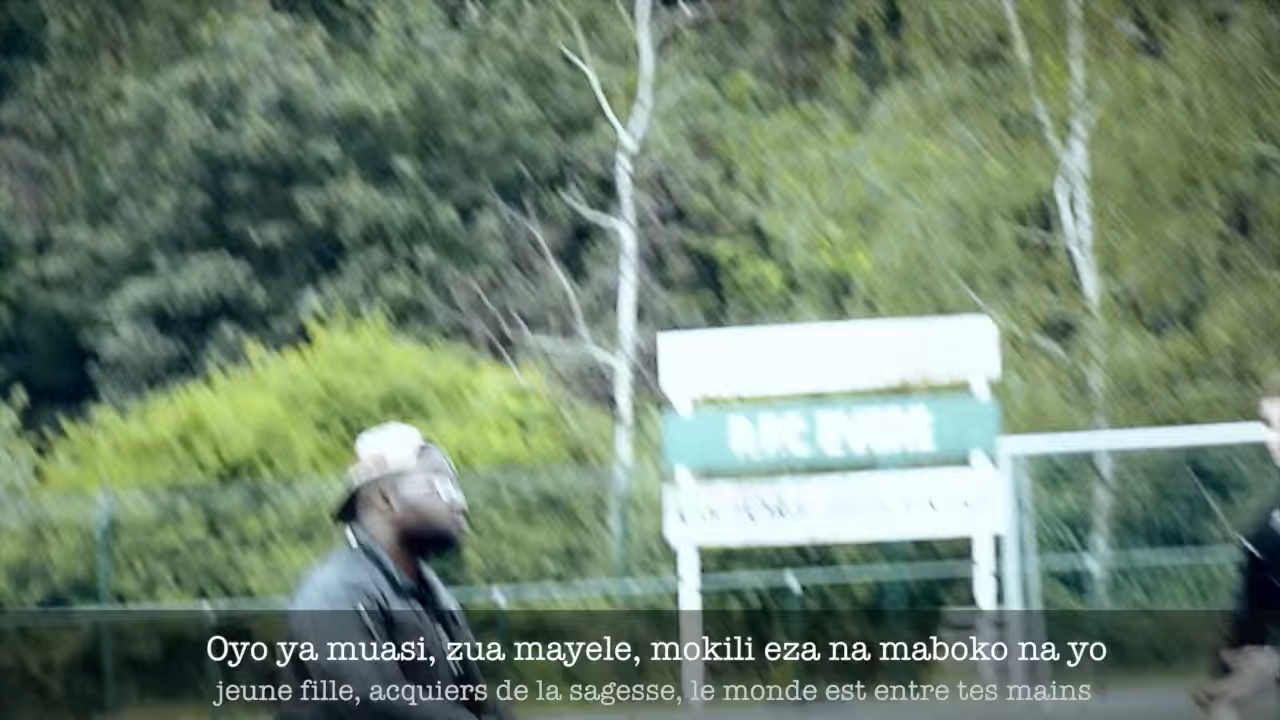 Oyo ya muasi, zua mayele, mokili eza na maboko na yo
jeune fille, acquiers de la sagesse, le monde est entre tes mains